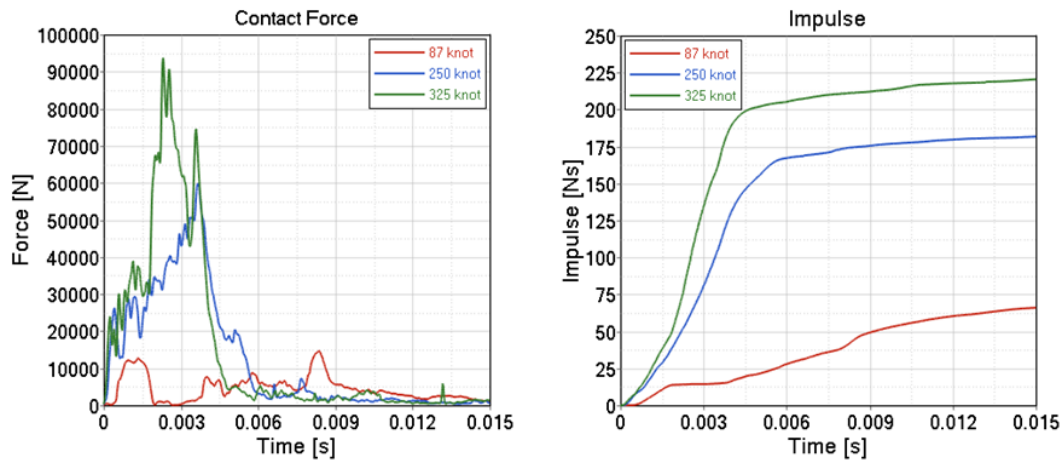 Contact Force
100000
90000
80000
70000
60000
50000
40000
30000
20000
10000
0
Force [N]
87 knot
250 knot
325 knot
0 0.003 0.006 0.009 0.012 0.015
Time [s]
Impulse
250
225
200
175
150
125
100
75
50
25
0
Impulse [Ns]
87 knot
250 knot
325 knot
0 0.003 0.006 0.009 0.012 0.015
Time [s]